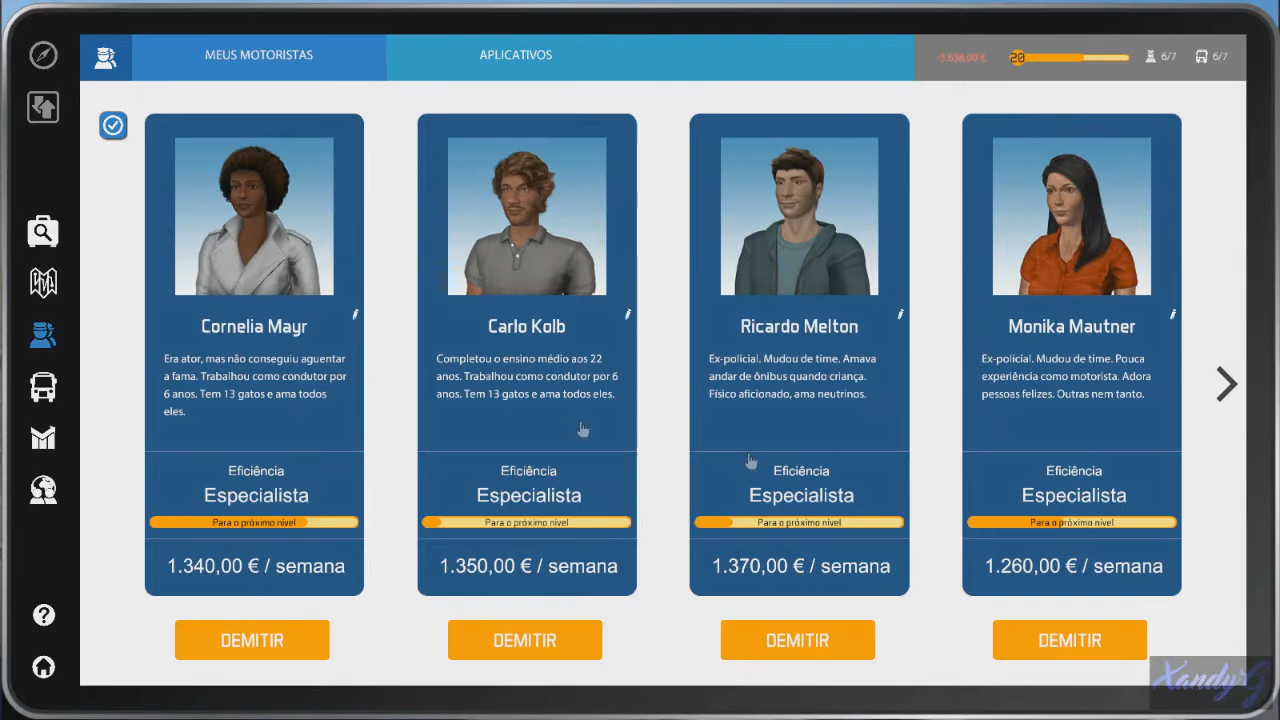 MEUS MOTORISTAS
APLICATIVOS
20
6/7
6/7
Cornelia Mayr
Era ator, mas não conseguiu aguentar
a fama. Trabalhou como condutor por
6 anos. Tem 13 gatos e ama todos
eles.
Eficiência
Especialista
Para o próximo nível
1.340,00 € / semana
DEMITIR
Carlo Kolb
Completou o ensino médio aos 22
anos. Trabalhou como condutor por 6
anos. Tem 13 gatos e ama todos eles.
Eficiência
Especialista
Para o próximo nível
1.350,00 € / semana
DEMITIR
Ricardo Melton
Ex-policial. Mudou de time. Amava
andar de ônibus quando criança.
Físico aficionado, ama neutrinos.
Eficiência
Especialista
Para o próximo nível
1.370,00 € / semana
DEMITIR
Monika Mautner
Ex-policial. Mudou de time. Pouca
experiência como motorista. Adora
pessoas felizes. Outras nem tanto.
Eficiência
Especialista
Para o próximo nível
1.260,00 € / semana
DEMITIR
XandyG